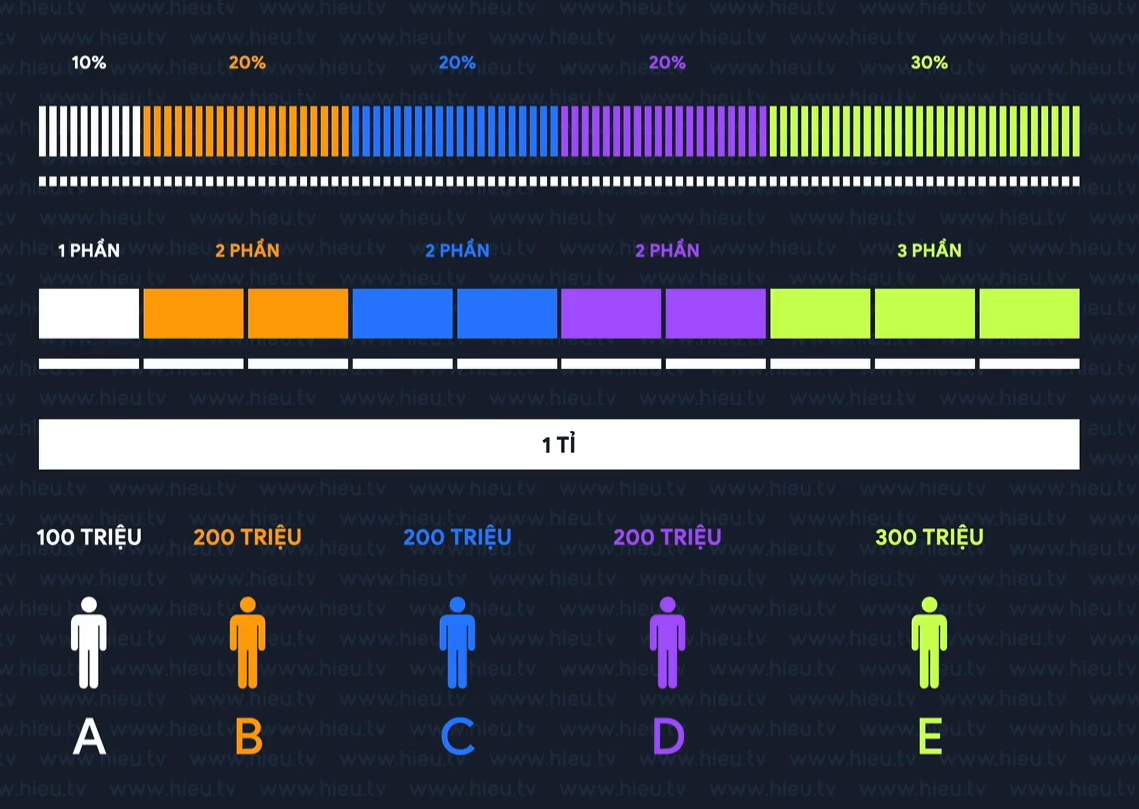 10% 20% 20% 20% 30%
1 PHẦN 2 PHẦN 2 PHẦN 2 PHẦN 3 PHẦN
1 TỈ
100 TRIỆU 200 TRIỆU 200 TRIỆU 200 TRIỆU 300 TRIỆU
A B C D E
www.hieu.tv